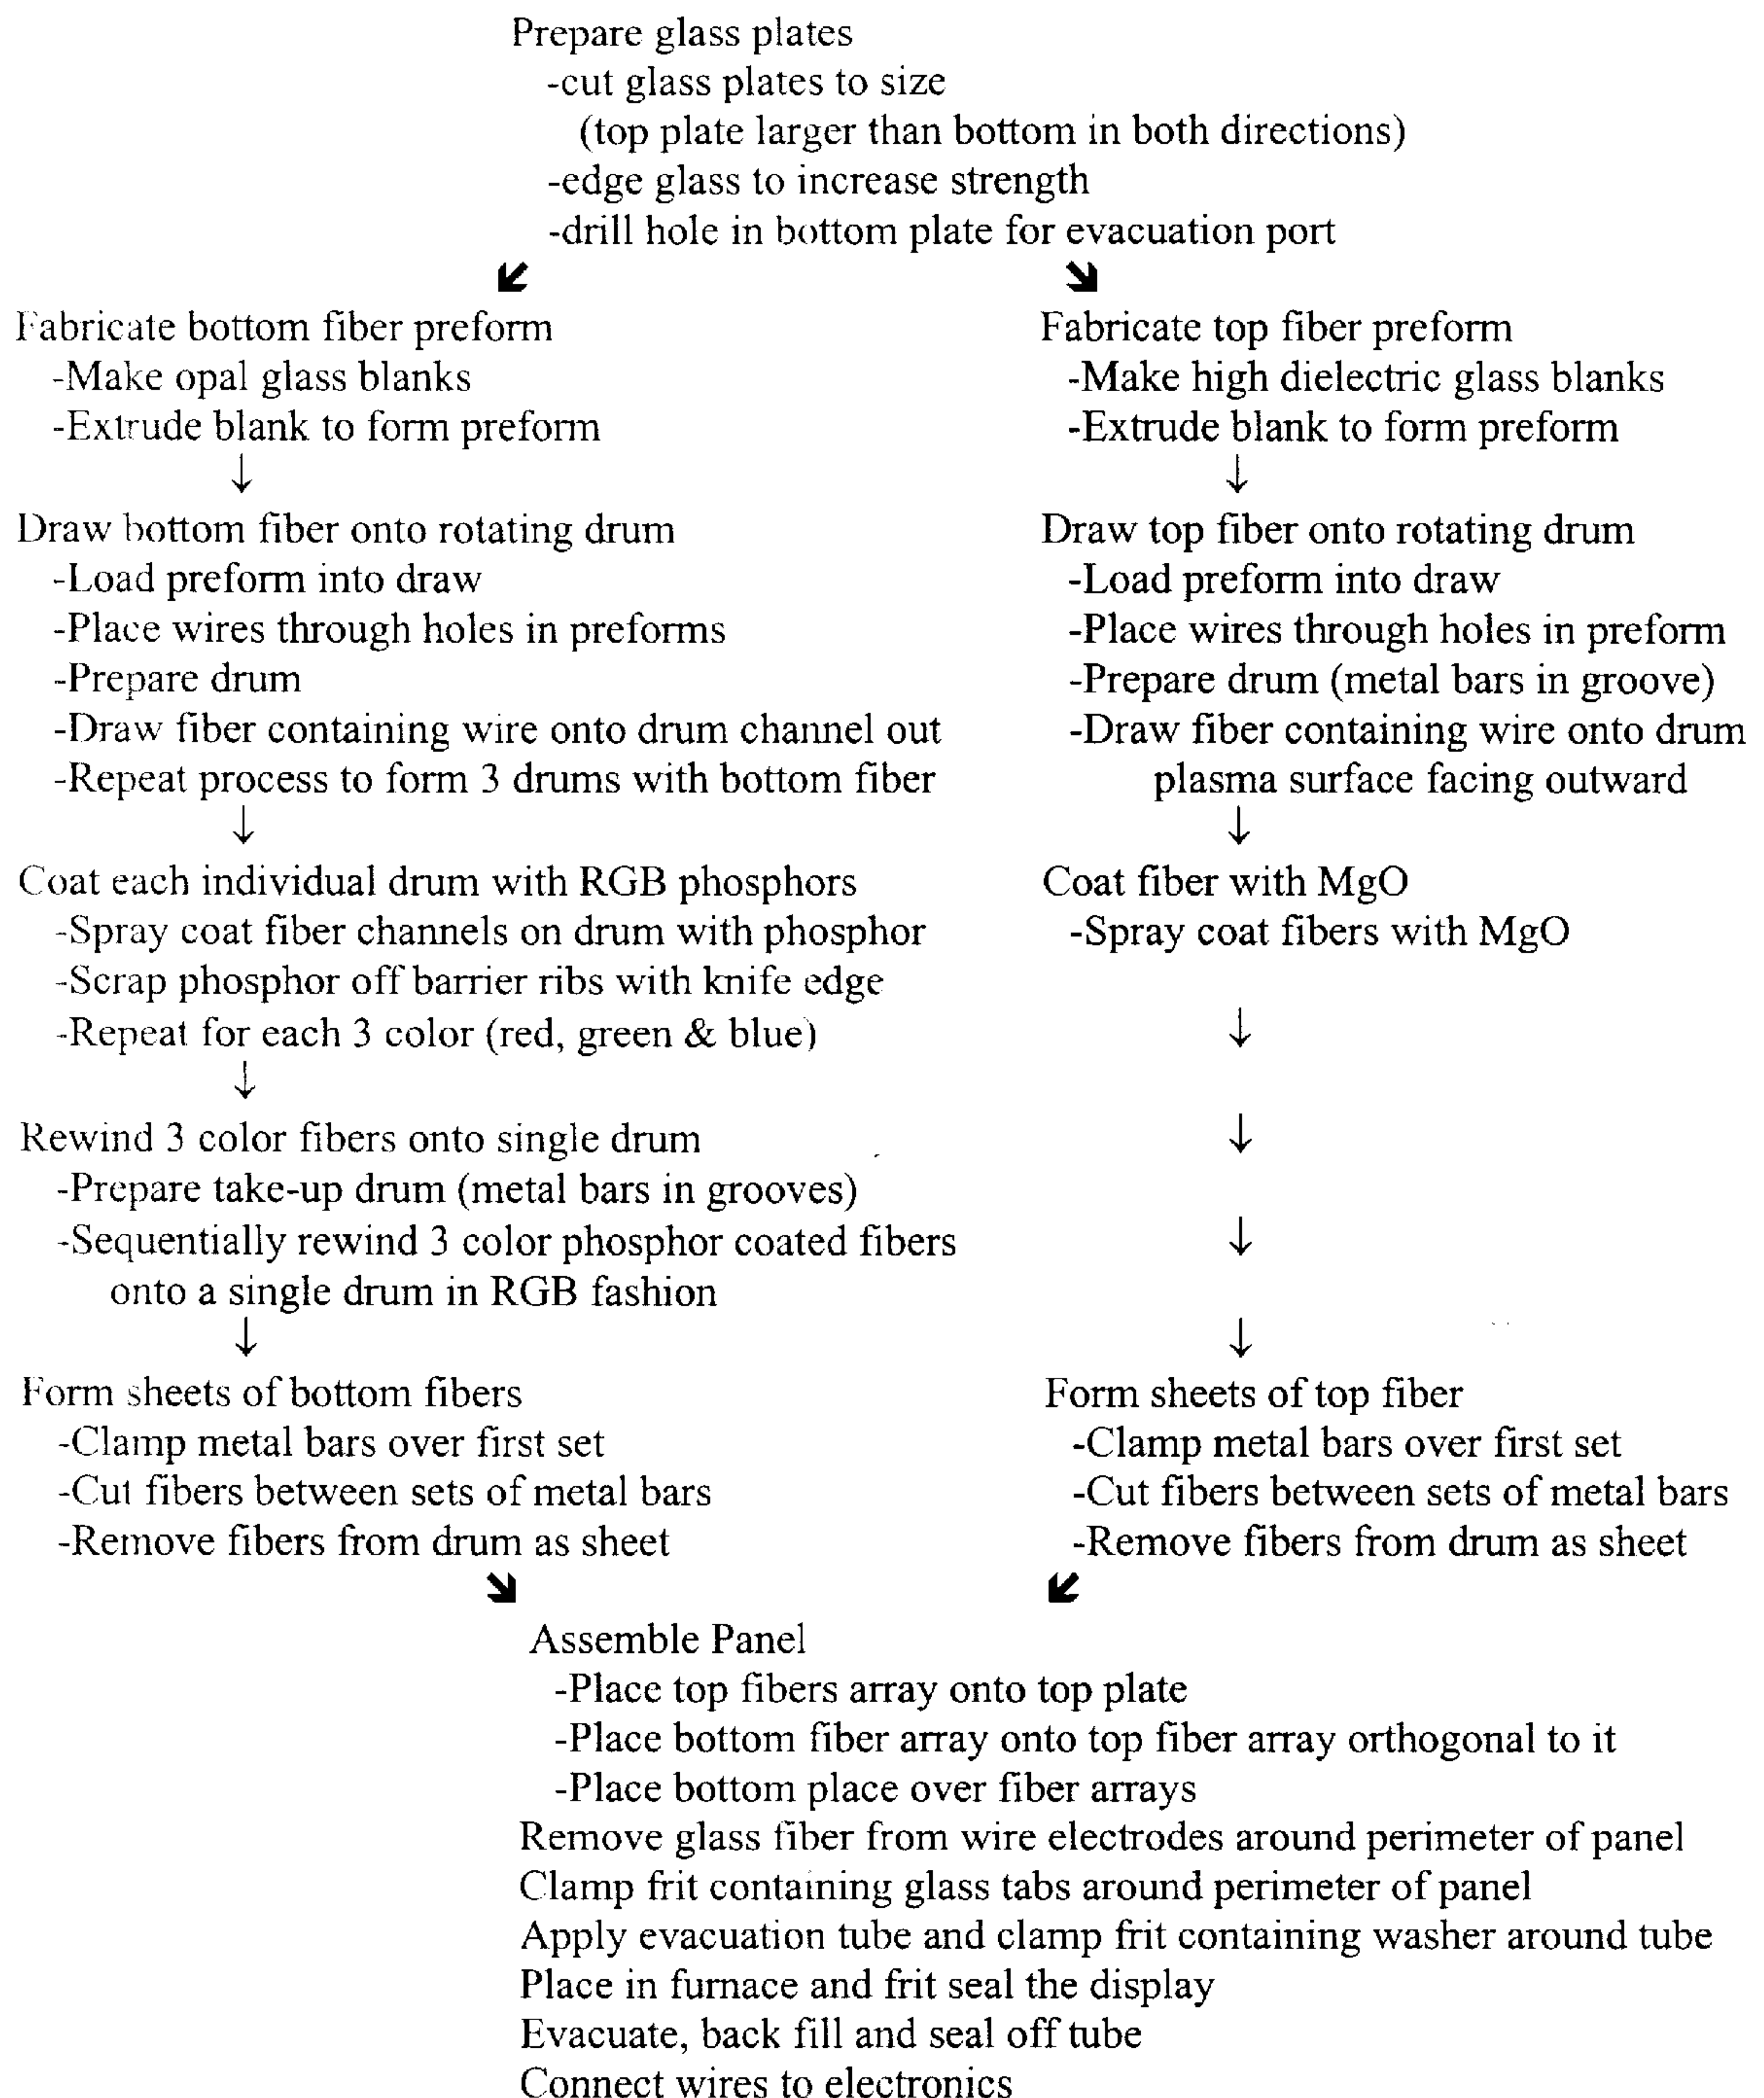 Prepare glass plates
-cut glass plates to size
(top plate larger than bottom in both directions)
-edge glass to increase strength
-drill hole in bottom plate for evacuation port
Fabricate bottom fiber preform
-Make opal glass blanks
-Extrude blank to form preform
↓
Draw bottom fiber onto rotating drum
-Load preform into draw
-Place wires through holes in preforms
-Prepare drum
-Draw fiber containing wire onto drum channel out
-Repeat process to form 3 drums with bottom fiber
↓
Coat each individual drum with RGB phosphors
-Spray coat fiber channels on drum with phosphor
-Scrap phosphor off barrier ribs with knife edge
-Repeat for each 3 color (red, green & blue)
↓
Rewind 3 color fibers onto single drum
-Prepare take-up drum (metal bars in grooves)
-Sequentially rewind 3 color phosphor coated fibers
onto a single drum in RGB fashion
↓
Form sheets of bottom fibers
-Clamp metal bars over first set
-Cut fibers between sets of metal bars
-Remove fibers from drum as sheet
Fabricate top fiber preform
-Make high dielectric glass blanks
-Extrude blank to form preform
↓
Draw top fiber onto rotating drum
-Load preform into draw
-Place wires through holes in preform
-Prepare drum (metal bars in groove)
-Draw fiber containing wire onto drum
plasma surface facing outward
↓
Coat fiber with MgO
-Spray coat fibers with MgO
↓
↓
↓
↓
Form sheets of top fiber
-Clamp metal bars over first set
-Cut fibers between sets of metal bars
-Remove fibers from drum as sheet
Assemble Panel
-Place top fibers array onto top plate
-Place bottom fiber array onto top fiber array orthogonal to it
-Place bottom place over fiber arrays
Remove glass fiber from wire electrodes around perimeter of panel
Clamp frit containing glass tabs around perimeter of panel
Apply evacuation tube and clamp frit containing washer around tube
Place in furnace and frit seal the display
Evacuate, back fill and seal off tube
Connect wires to electronics